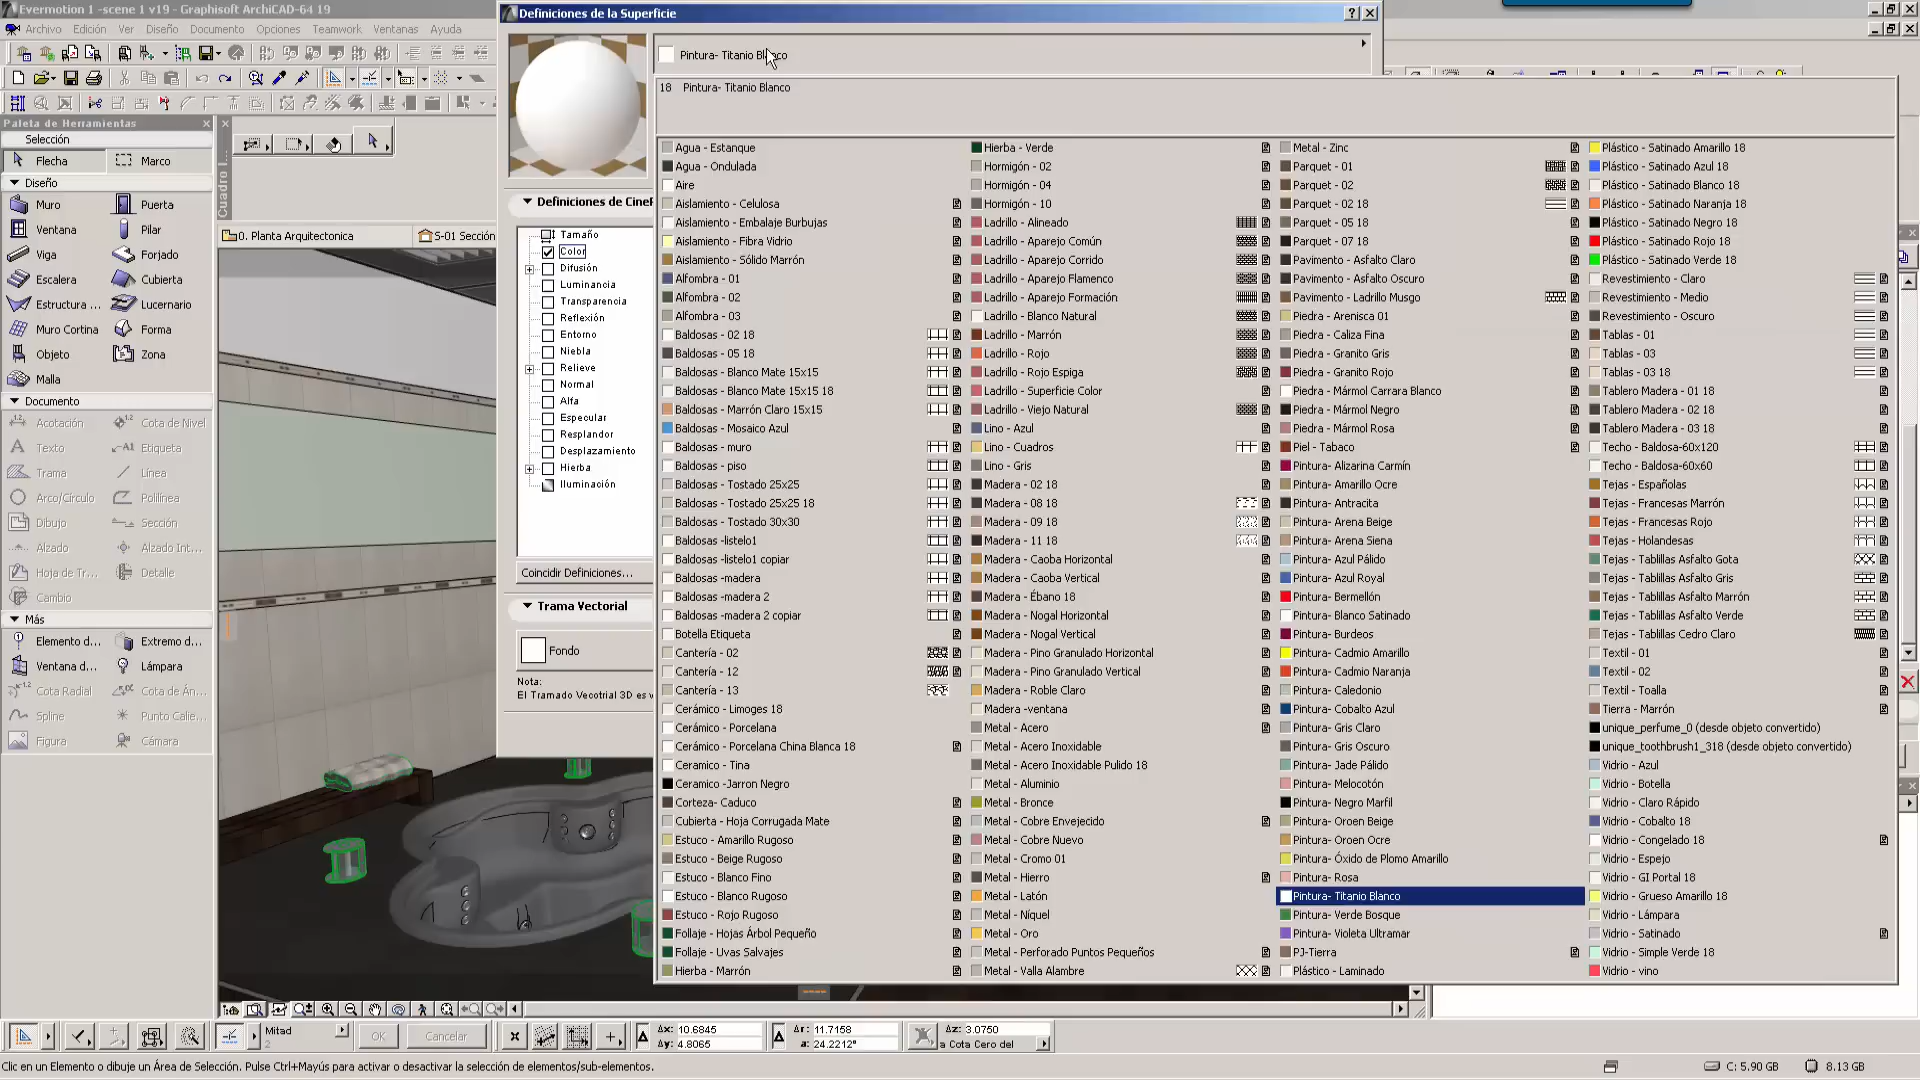 Evermotion 1 -scene 1 v19 - Graphisoft ArchiCAD-64 19
Archivo Edición Ver Diseño Documento Opciones Teamwork Ventanas Ayuda
Definiciones de la Superficie
Pintura- Titanio Blanco
18 Pintura- Titanio Blanco
Paleta de Herramientas
Selección
Flecha Marco
Diseño
Muro Puerta
Ventana Pilar
Viga Forjado
Escalera Cubierta
Estructura ... Lucernario
Muro Cortina Forma
Objeto Zona
Malla
Documento
Acotación Cota de Nivel
Texto Etiqueta
Trama Línea
Arco/Círculo Polilínea
Dibujo Sección
Alzado Alzado Int...
Hoja de Tr... Detalle
Cambio
Más
Elemento d... Extremo d...
Ventana d... Lámpara
Cota Radial Cota de Án...
Spline Punto Calie...
Figura Cámara
0. Planta Arquitectonica
S-01 Sección
Definiciones de CineR
Tamaño
Color
Difusión
Luminancia
Transparencia
Reflexión
Entorno
Niebla
Relieve
Normal
Alfa
Especular
Resplandor
Desplazamiento
Hierba
Iluminación
Coincidir Definiciones...
Trama Vectorial
Fondo
Nota:
El Tramado Vecotrial 3D es v
Agua - Estanque
Agua - Ondulada
Aire
Aislamiento - Celulosa
Aislamiento - Embalaje Burbujas
Aislamiento - Fibra Vidrio
Aislamiento - Sólido Marrón
Alfombra - 01
Alfombra - 02
Alfombra - 03
Baldosas - 02 18
Baldosas - 05 18
Baldosas - Blanco Mate 15x15
Baldosas - Blanco Mate 15x15 18
Baldosas - Marrón Claro 15x15
Baldosas - Mosaico Azul
Baldosas - muro
Baldosas - piso
Baldosas - Tostado 25x25
Baldosas - Tostado 25x25 18
Baldosas - Tostado 30x30
Baldosas -listelo1
Baldosas -listelo1 copiar
Baldosas -madera
Baldosas -madera 2
Baldosas -madera 2 copiar
Botella Etiqueta
Cantería - 02
Cantería - 12
Cantería - 13
Cerámico - Limoges 18
Cerámico - Porcelana
Cerámico - Porcelana China Blanca 18
Ceramico - Tina
Ceramico -Jarron Negro
Corteza- Caduco
Cubierta - Hoja Corrugada Mate
Estuco - Amarillo Rugoso
Estuco - Beige Rugoso
Estuco - Blanco Fino
Estuco - Blanco Rugoso
Estuco - Rojo Rugoso
Follaje - Hojas Árbol Pequeño
Follaje - Uvas Salvajes
Hierba - Marrón
Hierba - Verde
Hormigón - 02
Hormigón - 04
Hormigón - 10
Ladrillo - Alineado
Ladrillo - Aparejo Común
Ladrillo - Aparejo Corrido
Ladrillo - Aparejo Flamenco
Ladrillo - Aparejo Formación
Ladrillo - Blanco Natural
Ladrillo - Marrón
Ladrillo - Rojo
Ladrillo - Rojo Espiga
Ladrillo - Superficie Color
Ladrillo - Viejo Natural
Lino - Azul
Lino - Cuadros
Lino - Gris
Madera - 02 18
Madera - 08 18
Madera - 09 18
Madera - 11 18
Madera - Caoba Horizontal
Madera - Caoba Vertical
Madera - Ébano 18
Madera - Nogal Horizontal
Madera - Nogal Vertical
Madera - Pino Granulado Horizontal
Madera - Pino Granulado Vertical
Madera - Roble Claro
Madera -ventana
Metal - Acero
Metal - Acero Inoxidable
Metal - Acero Inoxidable Pulido 18
Metal - Aluminio
Metal - Bronce
Metal - Cobre Envejecido
Metal - Cobre Nuevo
Metal - Cromo 01
Metal - Hierro
Metal - Latón
Metal - Níquel
Metal - Oro
Metal - Perforado Puntos Pequeños
Metal - Valla Alambre
Metal - Zinc
Parquet - 01
Parquet - 02
Parquet - 02 18
Parquet - 05 18
Parquet - 07 18
Pavimento - Asfalto Claro
Pavimento - Asfalto Oscuro
Pavimento - Ladrillo Musgo
Piedra - Arenisca 01
Piedra - Caliza Fina
Piedra - Granito Gris
Piedra - Granito Rojo
Piedra - Mármol Carrara Blanco
Piedra - Mármol Negro
Piedra - Mármol Rosa
Piel - Tabaco
Pintura- Alizarina Carmín
Pintura- Amarillo Ocre
Pintura- Antracita
Pintura- Arena Beige
Pintura- Arena Siena
Pintura- Azul Pálido
Pintura- Azul Royal
Pintura- Bermellón
Pintura- Blanco Satinado
Pintura- Burdeos
Pintura- Cadmio Amarillo
Pintura- Cadmio Naranja
Pintura- Caledonio
Pintura- Cobalto Azul
Pintura- Gris Claro
Pintura- Gris Oscuro
Pintura- Jade Pálido
Pintura- Melocotón
Pintura- Negro Marfil
Pintura- Oroen Beige
Pintura- Oroen Ocre
Pintura- Óxido de Plomo Amarillo
Pintura- Rosa
Pintura- Titanio Blanco
Pintura- Verde Bosque
Pintura- Violeta Ultramar
PJ-Tierra
Plástico - Laminado
Plástico - Satinado Amarillo 18
Plástico - Satinado Azul 18
Plástico - Satinado Blanco 18
Plástico - Satinado Naranja 18
Plástico - Satinado Negro 18
Plástico - Satinado Rojo 18
Plástico - Satinado Verde 18
Revestimiento - Claro
Revestimiento - Medio
Revestimiento - Oscuro
Tablas - 01
Tablas - 03
Tablas - 03 18
Tablero Madera - 01 18
Tablero Madera - 02 18
Tablero Madera - 03 18
Techo - Baldosa-60x120
Techo - Baldosa-60x60
Tejas - Españolas
Tejas - Francesas Marrón
Tejas - Francesas Rojo
Tejas - Holandesas
Tejas - Tablillas Asfalto Gota
Tejas - Tablillas Asfalto Gris
Tejas - Tablillas Asfalto Marrón
Tejas - Tablillas Asfalto Verde
Tejas - Tablillas Cedro Claro
Textil - 01
Textil - 02
Textil - Toalla
Tierra - Marrón
unique_perfume_0 (desde objeto convertido)
unique_toothbrush1_318 (desde objeto convertido)
Vidrio - Azul
Vidrio - Botella
Vidrio - Claro Rápido
Vidrio - Cobalto 18
Vidrio - Congelado 18
Vidrio - Espejo
Vidrio - GI Portal 18
Vidrio - Grueso Amarillo 18
Vidrio - Lámpara
Vidrio - Satinado
Vidrio - Simple Verde 18
Vidrio - vino
Mitad
2
OK Cancelar
Δx: 10.6845
Δy: 4.8065
Δr: 11.7158
a: 24.2212°
Δz: 3.0750
a Cota Cero del
Clic en un Elemento o dibuje un Área de Selección. Pulse Ctrl+Mayús para activar o desactivar la selección de elementos/sub-elementos.
C: 5.90 GB
8.13 GB